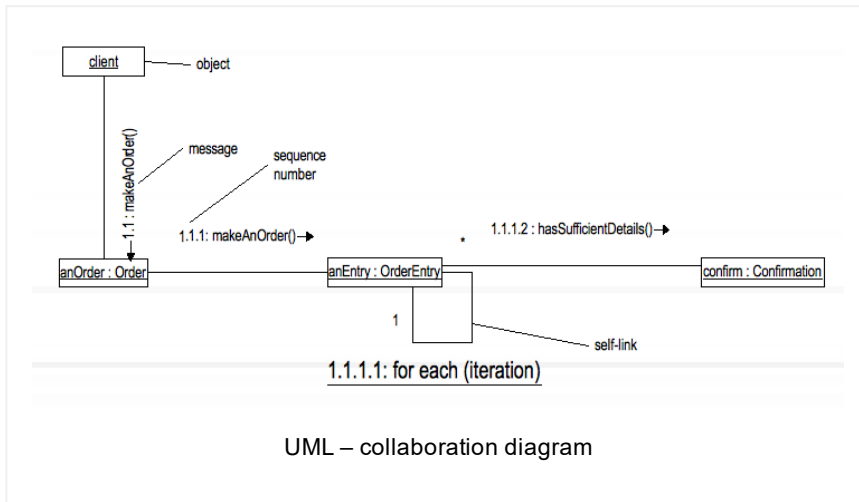 client
object
1.1 : makeAnOrder()
message
sequence
number
1.1.1: makeAnOrder()
*
1.1.1.2 : hasSufficientDetails()
anOrder : Order
anEntry : OrderEntry
confirm : Confirmation
1
self-link
1.1.1.1: for each (iteration)
UML – collaboration diagram